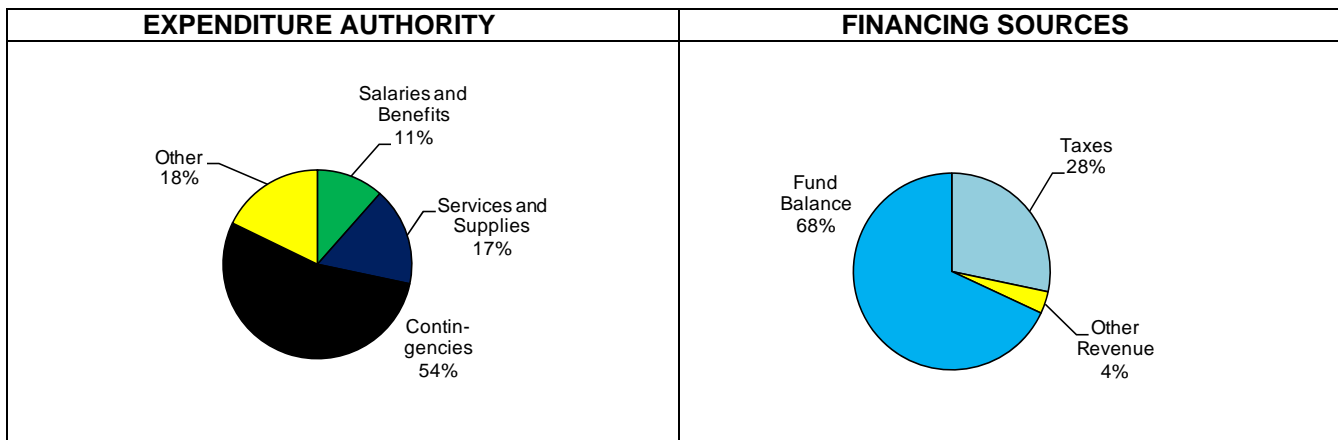 EXPENDITURE AUTHORITY
Salaries and
Benefits
11%
Other
18%
Services and
Supplies
17%
Contin-
gencies
54%
FINANCING SOURCES
Taxes
28%
Fund
Balance
68%
Other
Revenue
4%